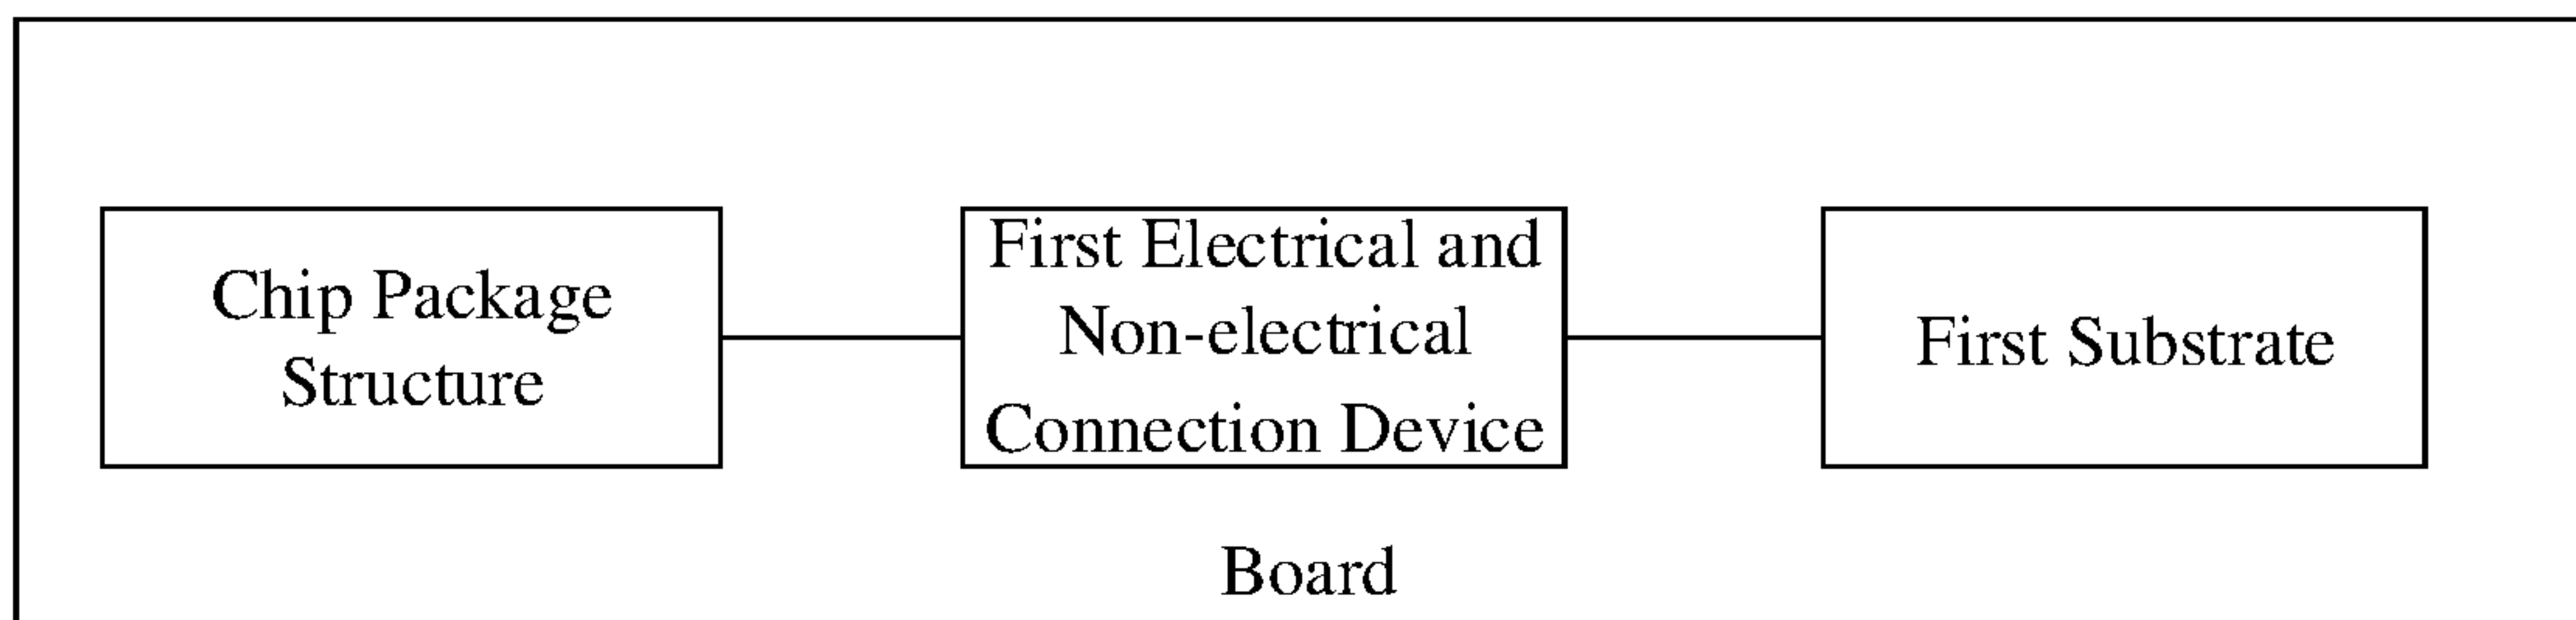 Chip Package
Structure
First Electrical and
Non-electrical
Connection Device
First Substrate
Board